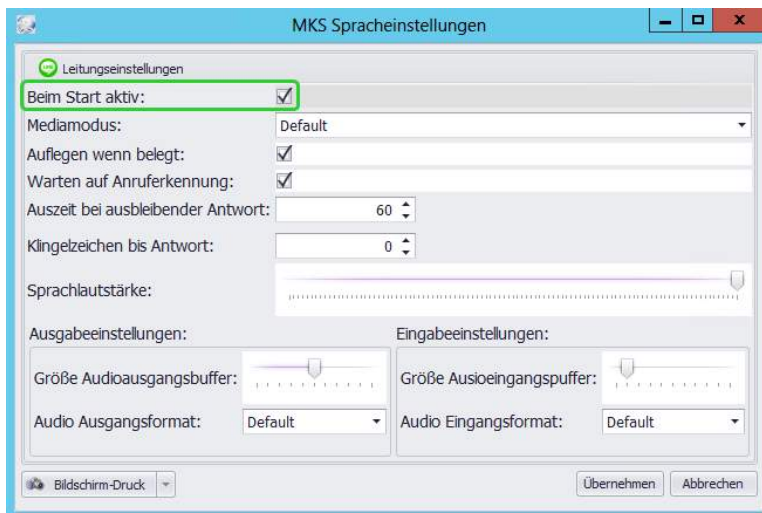 MKS Spracheinstellungen
Leitungseinstellungen
Beim Start aktiv:
Mediamodus: Default
Auflegen wenn belegt:
Warten auf Anruferkennung:
Auszeit bei ausbleibender Antwort: 60
Klingelzeichen bis Antwort: 0
Sprachlautstärke:
Ausgabeeinstellungen: Eingabeeinstellungen:
Größe Audioausgangsbuffer: Größe Ausioeingangspuffer:
Audio Ausgangsformat: Default Audio Eingangsformat: Default
Bildschirm-Druck Übernehmen Abbrechen